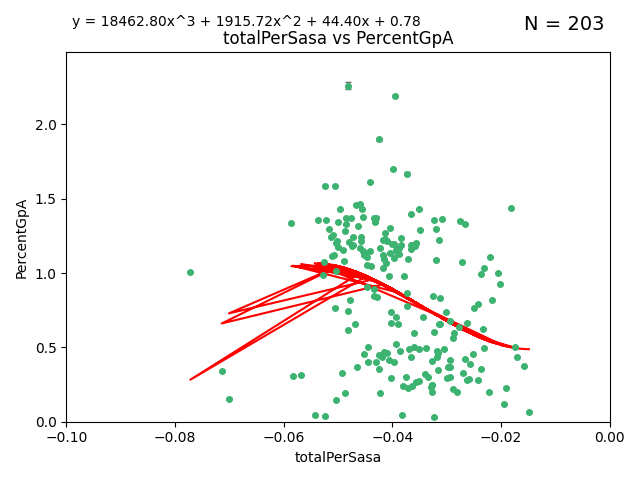 y = 18462.80x^3 + 1915.72x^2 + 44.40x + 0.78
N = 203
totalPerSasa vs PercentGpA
PercentGpA
2.0
1.5
1.0
0.5
0.0
−0.10 −0.08 −0.06 −0.04 −0.02 0.00
totalPerSasa